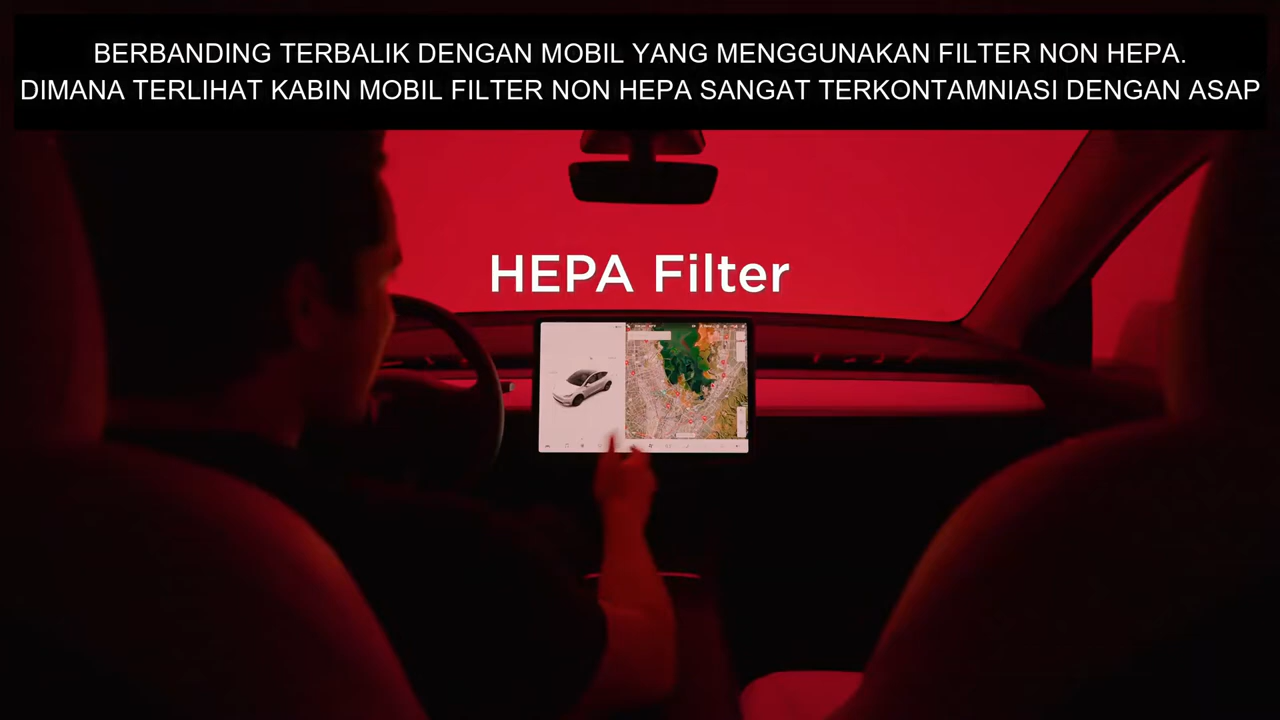 BERBANDING TERBALIK DENGAN MOBIL YANG MENGGUNAKAN FILTER NON HEPA.
DIMANA TERLIHAT KABIN MOBIL FILTER NON HEPA SANGAT TERKONTAMNIASI DENGAN ASAP
HEPA Filter